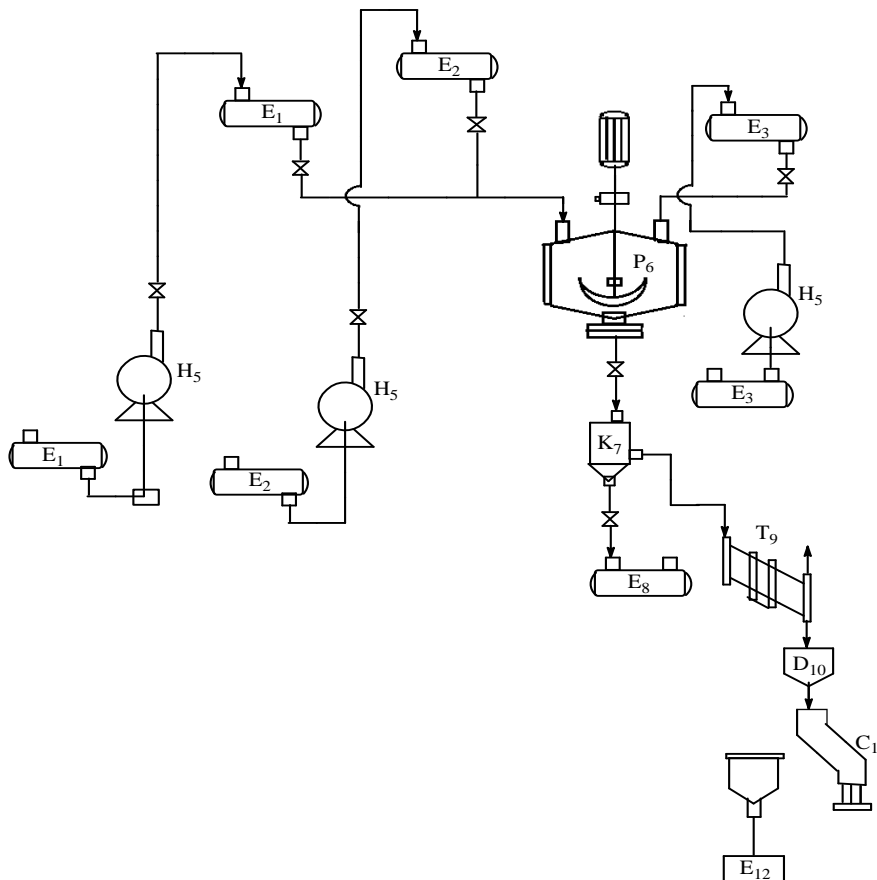 E₂
E₁
E₃
P₆
H₅
H₅
H₅
E₃
K₇
E₁
E₂
T₉
E₈
D₁₀
C₁
E₁₂